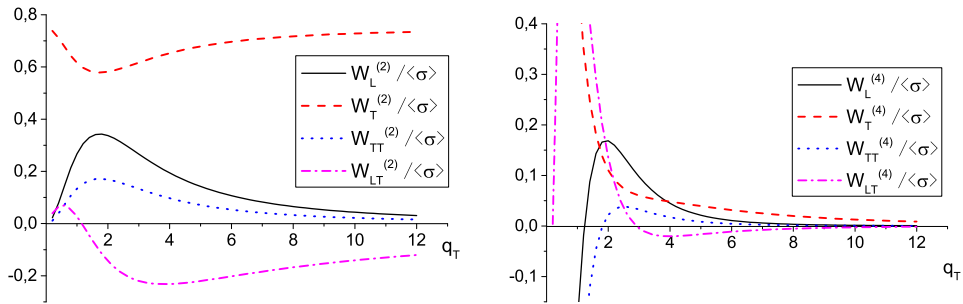 0,8
0,6
0,4
0,2
0,0
-0,2
2
4
6
8
10
12
q_T
W_L^(2) /<σ>
W_T^(2) /<σ>
W_TT^(2) /<σ>
W_LT^(2) /<σ>
0,4
0,3
0,2
0,1
0,0
-0,1
2
4
6
8
10
12
q_T
W_L^(4) /<σ>
W_T^(4) /<σ>
W_TT^(4) /<σ>
W_LT^(4) /<σ>